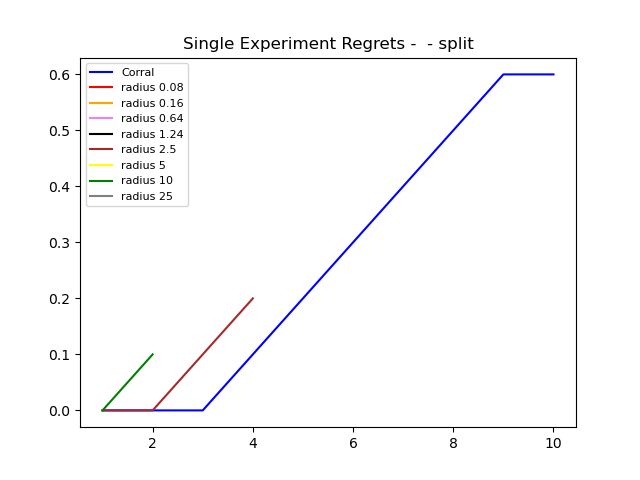 Single Experiment Regrets -  - split
Corral
radius 0.08
radius 0.16
radius 0.64
radius 1.24
radius 2.5
radius 5
radius 10
radius 25
0.6
0.5
0.4
0.3
0.2
0.1
0.0
2 4 6 8 10